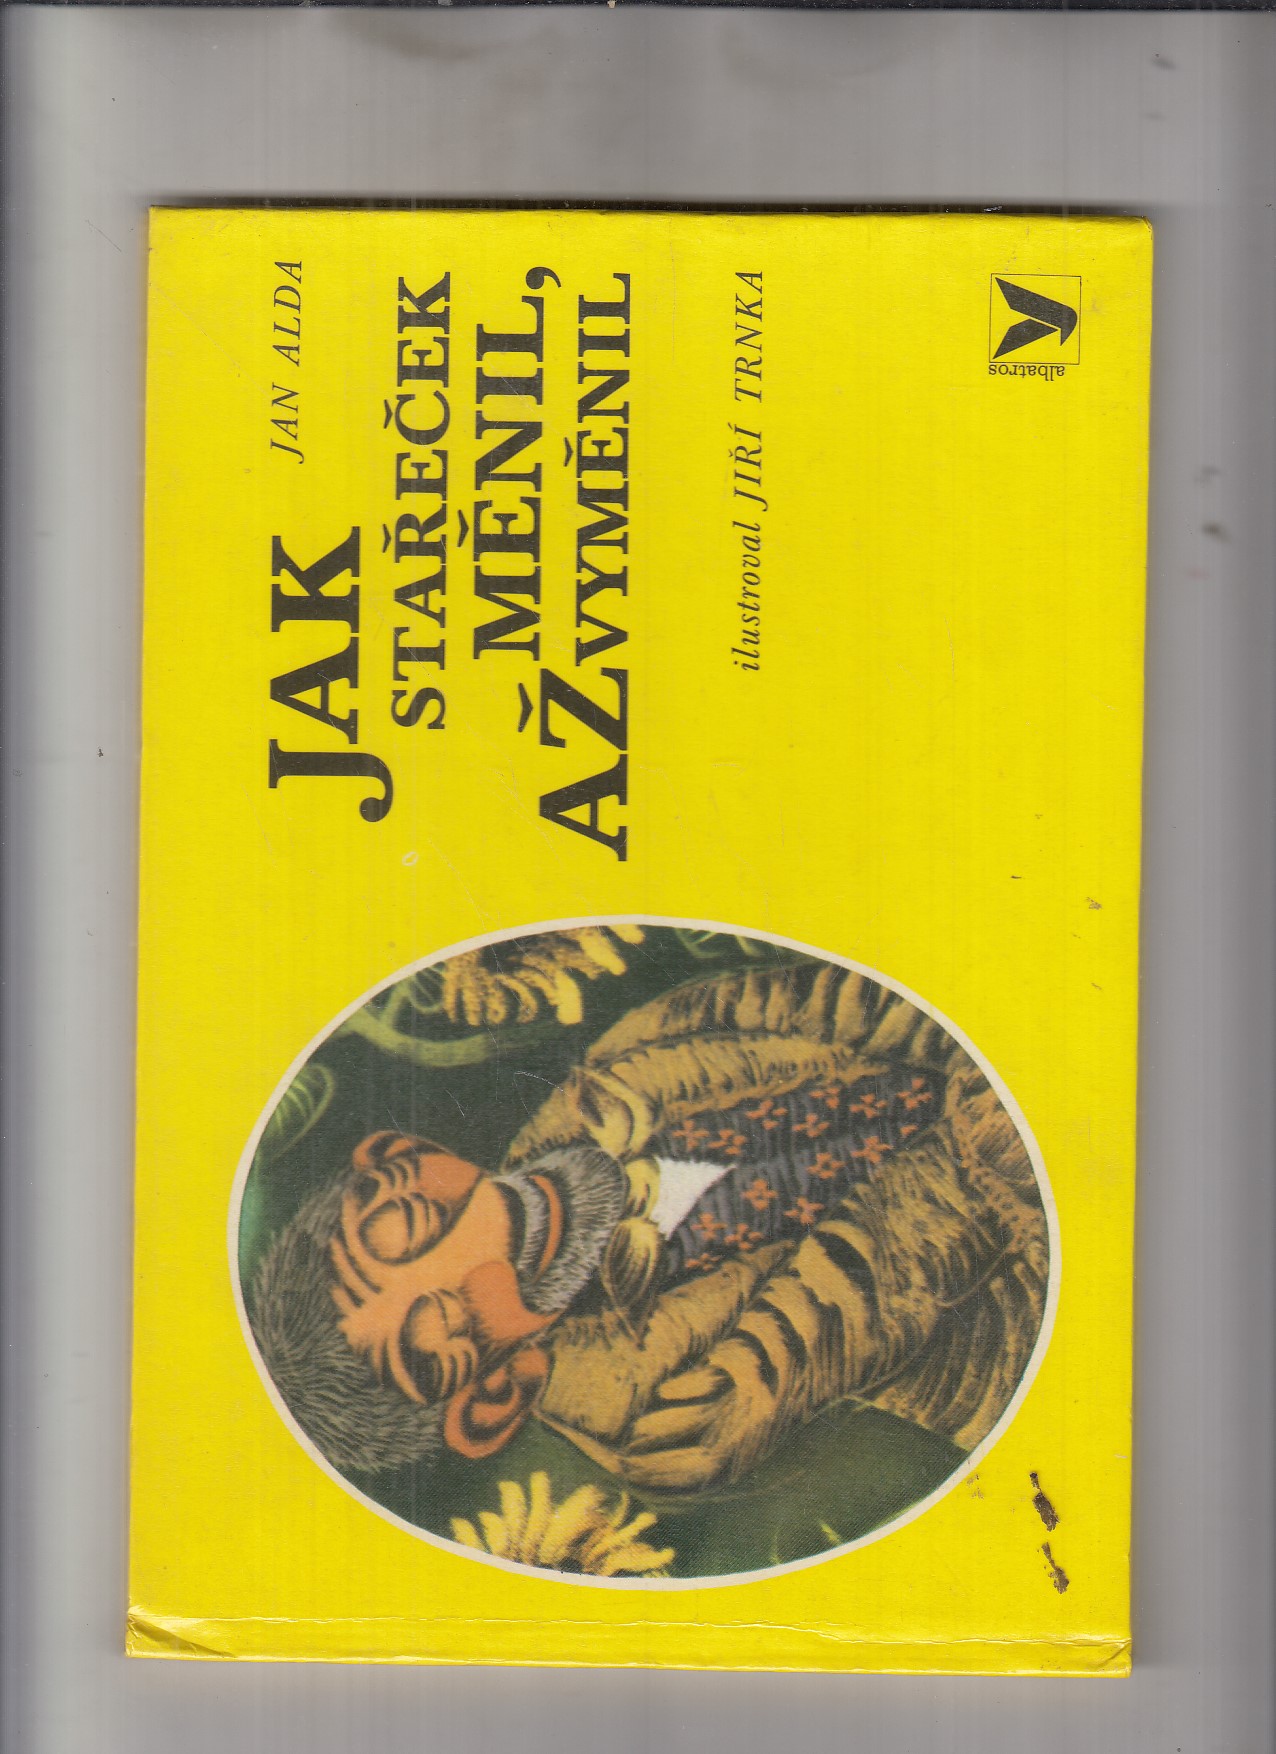 JAN ALDA
JAK
STAŘEČEK
MĚNIL,
AŽ VYMĚNIL
ilustroval JIŘÍ TRNKA
albatros